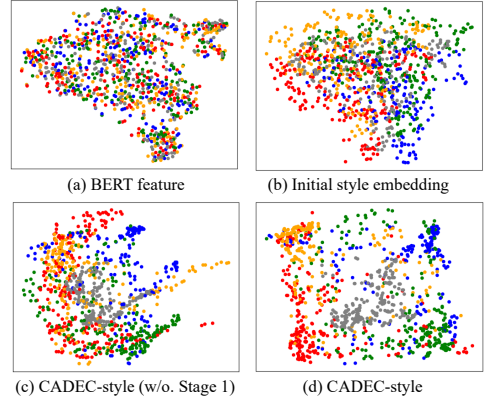 (a) BERT feature
(b) Initial style embedding
(c) CADEC-style (w/o. Stage 1)
(d) CADEC-style